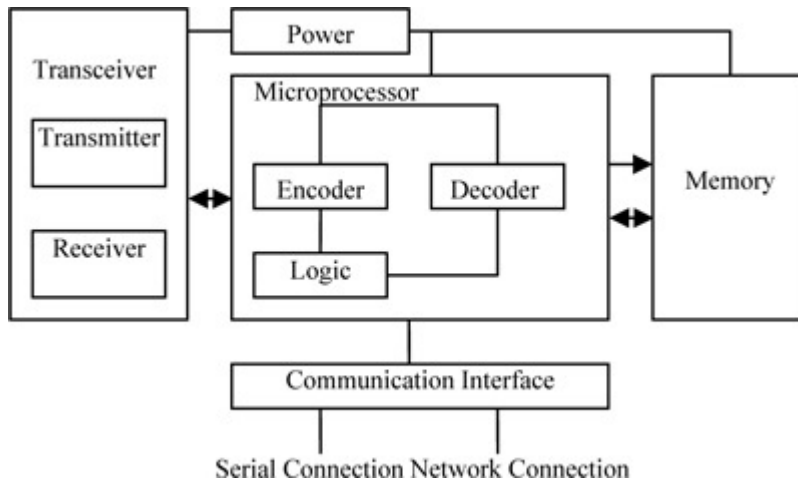 Power
Transceiver
Microprocessor
Transmitter
Memory
Encoder
Decoder
Receiver
Logic
Communication Interface
Serial Connection Network Connection